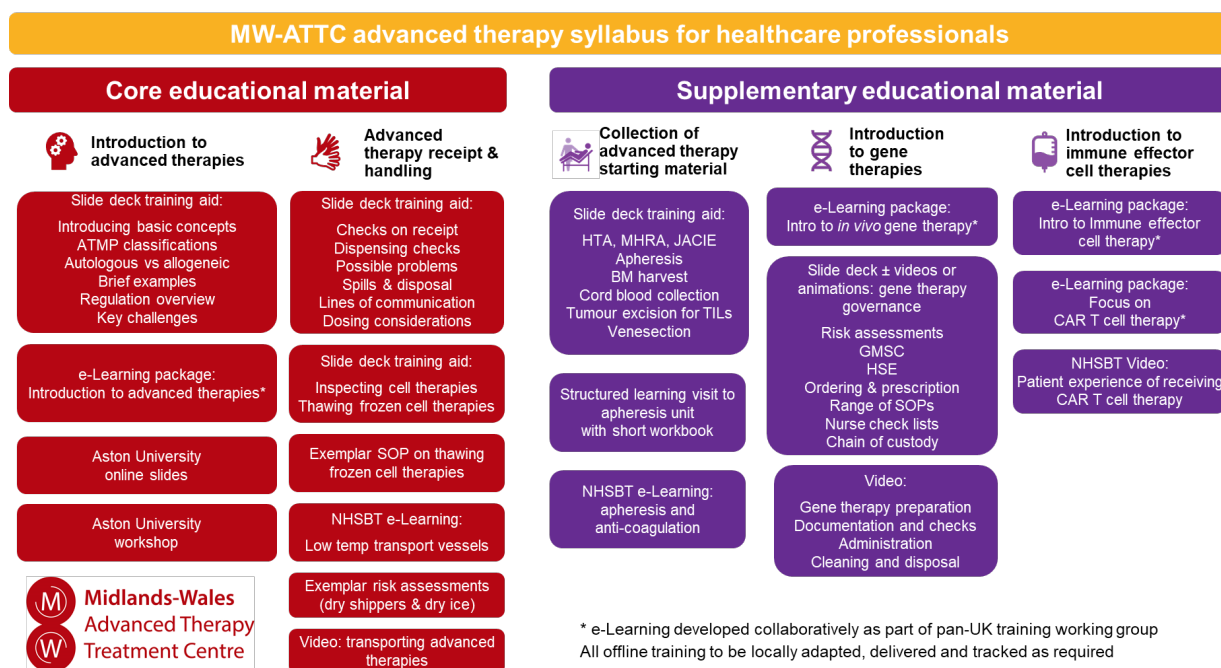 MW-ATTC advanced therapy syllabus for healthcare professionals
Core educational material
Introduction to
advanced therapies
Slide deck training aid:
Introducing basic concepts
ATMP classifications
Autologous vs allogeneic
Brief examples
Regulation overview
Key challenges
e-Learning package:
Introduction to advanced therapies*
Aston University
online slides
Aston University
workshop
M
W
Midlands-Wales
Advanced Therapy
Treatment Centre
Advanced
therapy receipt &
handling
Slide deck training aid:
Checks on receipt
Dispensing checks
Possible problems
Spills & disposal
Lines of communication
Dosing considerations
Slide deck training aid:
Inspecting cell therapies
Thawing frozen cell therapies
Exemplar SOP on thawing
frozen cell therapies
NHSBT e-Learning:
Low temp transport vessels
Exemplar risk assessments
(dry shippers & dry ice)
Video: transporting advanced
therapies
Supplementary educational material
Collection of
advanced therapy
starting material
Slide deck training aid:
HTA, MHRA, JACIE
Apheresis
BM harvest
Cord blood collection
Tumour excision for TILs
Venesection
Structured learning visit to
apheresis unit
with short workbook
NHSBT e-Learning:
apheresis and
anti-coagulation
Introduction
to gene
therapies
e-Learning package:
Intro to in vivo gene therapy*
Slide deck ± videos or
animations: gene therapy
governance
Risk assessments
GMSC
HSE
Ordering & prescription
Range of SOPs
Nurse check lists
Chain of custody
Video:
Gene therapy preparation
Documentation and checks
Administration
Cleaning and disposal
Introduction to
immune effector
cell therapies
e-Learning package:
Intro to Immune effector
cell therapy*
e-Learning package:
Focus on
CAR T cell therapy*
NHSBT Video:
Patient experience of receiving
CAR T cell therapy
* e-Learning developed collaboratively as part of pan-UK training working group
All offline training to be locally adapted, delivered and tracked as required